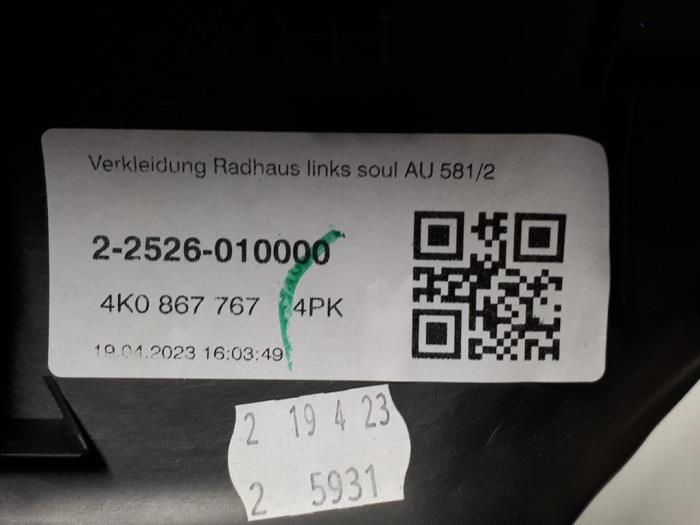 Verkleidung Radhaus links soul AU 581/2
2-2526-010000
4K0 867 767 4PK
19.04.2023 16:03:49
2 19 4 23
2 5931